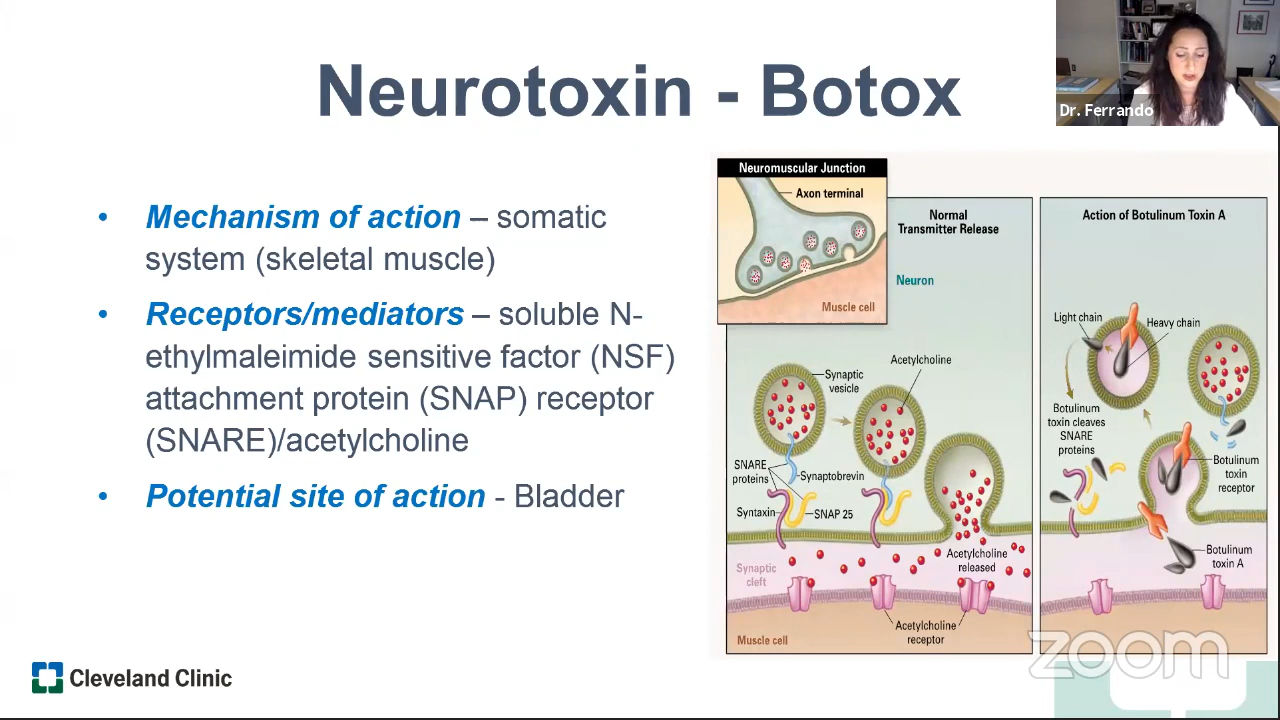 Neurotoxin - Botox
Dr. Ferrando
• Mechanism of action – somatic
system (skeletal muscle)
• Receptors/mediators – soluble N-
ethylmaleimide sensitive factor (NSF)
attachment protein (SNAP) receptor
(SNARE)/acetylcholine
• Potential site of action - Bladder
Neuromuscular Junction
Axon terminal
Muscle cell
Normal
Transmitter Release
Neuron
Acetylcholine
Synaptic
vesicle
SNARE
proteins
Synaptobrevin
Syntaxin
SNAP 25
Acetylcholine
released
Synaptic
cleft
Acetylcholine
receptor
Muscle cell
Action of Botulinum Toxin A
Light chain
Heavy chain
Botulinum
toxin cleaves
SNARE
proteins
Botulinum
toxin
receptor
Botulinum
toxin A
zoom
Cleveland Clinic